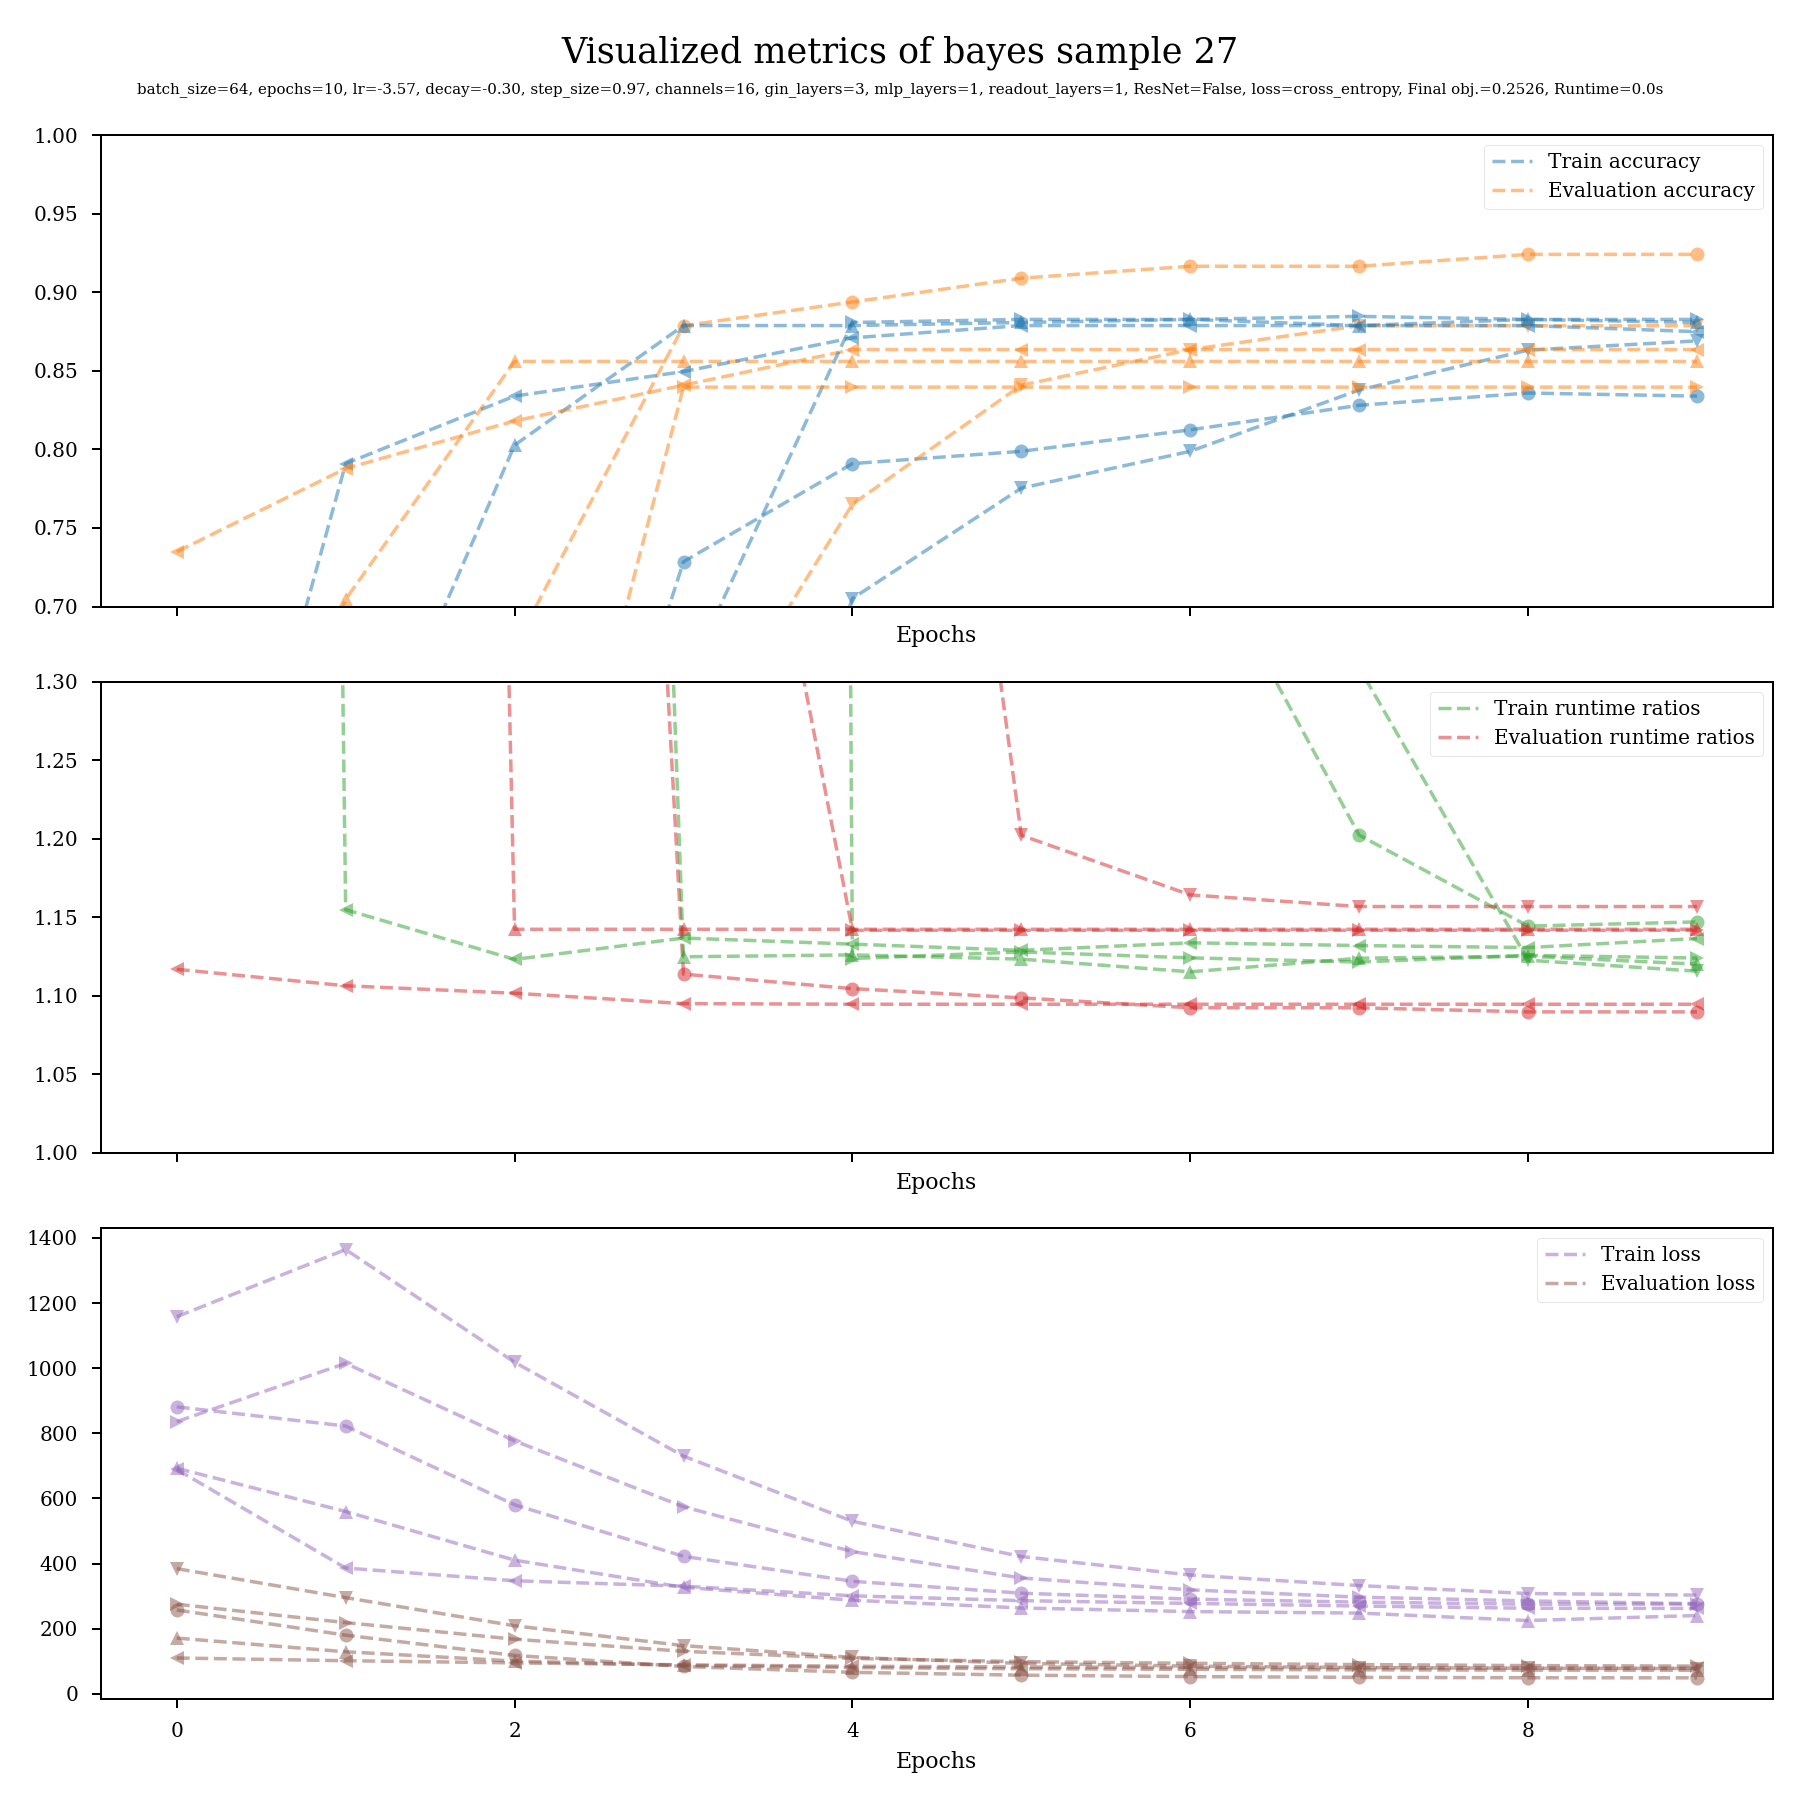 Visualized metrics of bayes sample 27
batch_size=64, epochs=10, lr=-3.57, decay=-0.30, step_size=0.97, channels=16, gin_layers=3, mlp_layers=1, readout_layers=1, ResNet=False, loss=cross_entropy, Final obj.=0.2526, Runtime=0.0s
1.00
0.95
0.90
0.85
0.80
0.75
0.70
Train accuracy
Evaluation accuracy
Epochs
1.30
1.25
1.20
1.15
1.10
1.05
1.00
Train runtime ratios
Evaluation runtime ratios
Epochs
1400
1200
1000
800
600
400
200
0
Train loss
Evaluation loss
0 2 4 6 8
Epochs